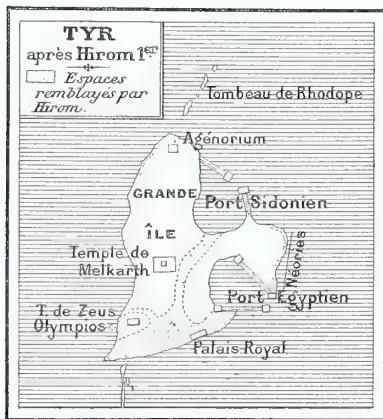 TYR
après Hirom 1er
Espaces
remblayés par
Hirom.
Tombeau de Rhodope
Agénorium
GRANDE
Port Sidonien
ÎLE
Temple de
Melkarth
Néories
Port Egyptien
T. de Zeus
Olympios
Palais Royal